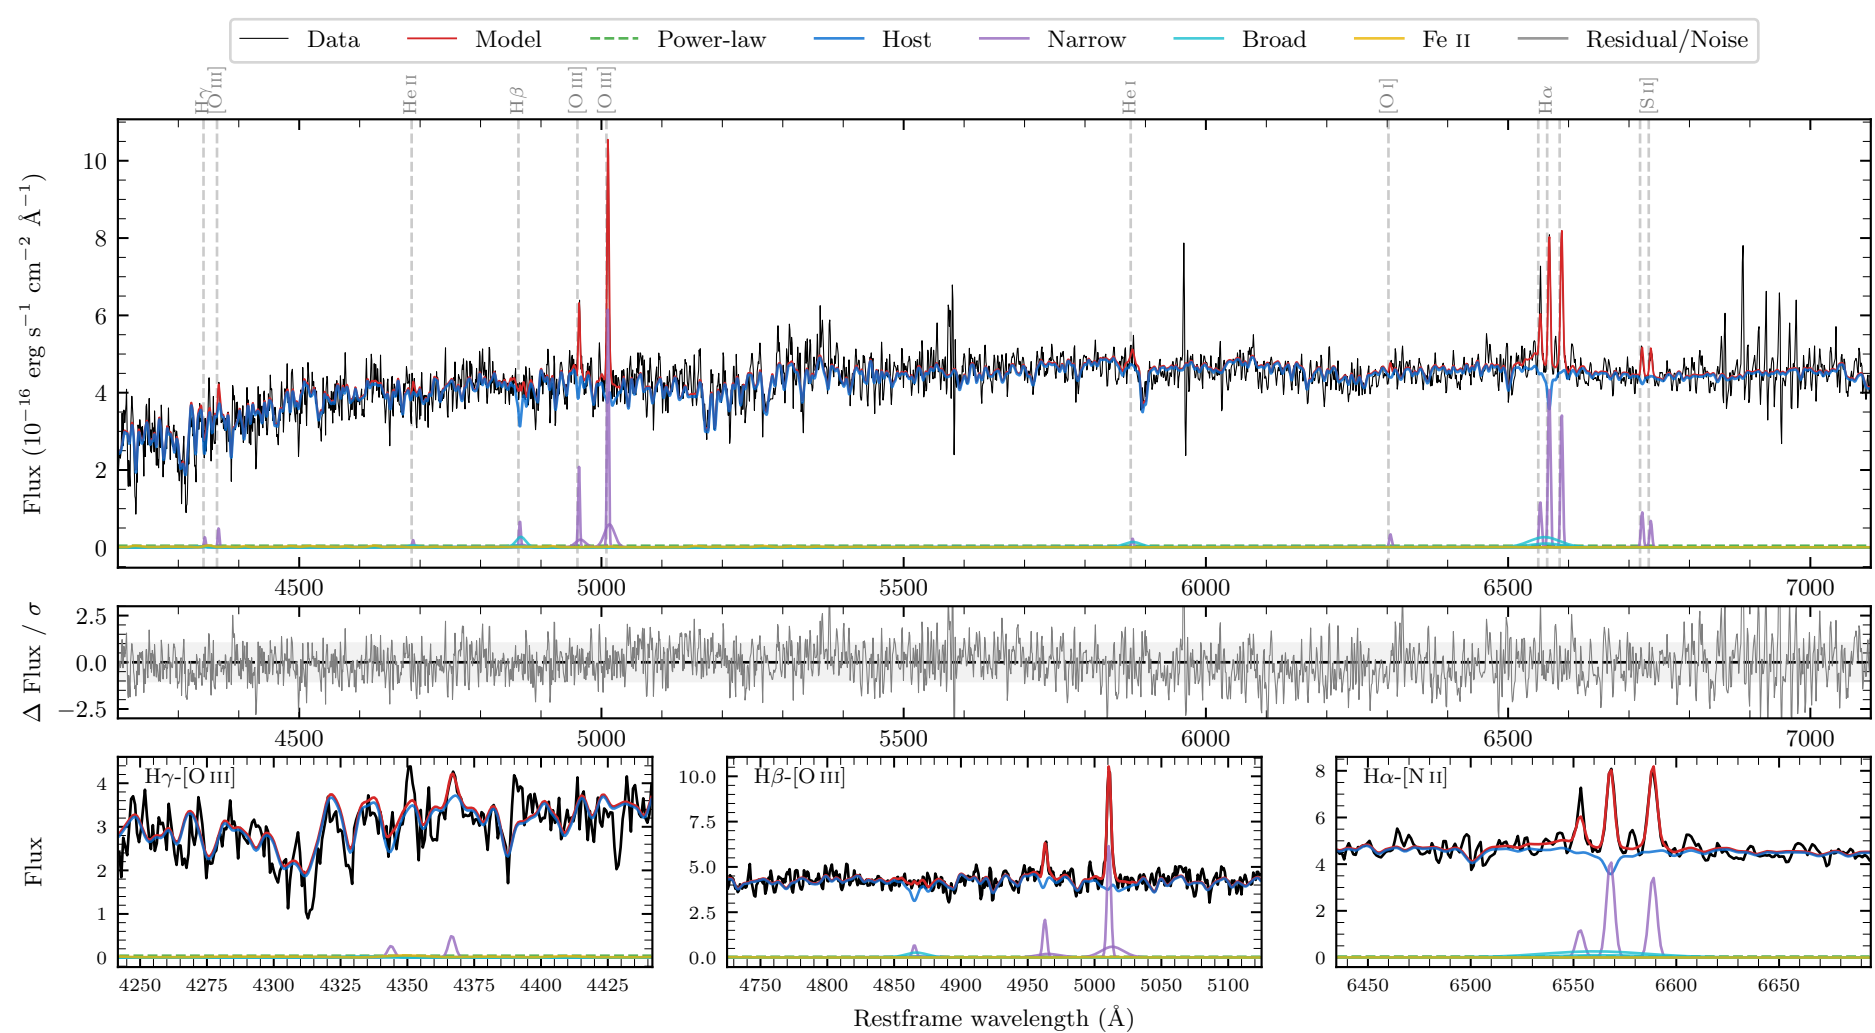 Data Model Power-law Host Narrow Broad Fe II Residual/Noise
Hγ [O III] He II Hβ [O III] [O III] He I [O I] Hα [S II]
Flux (10⁻¹⁶ erg s⁻¹ cm⁻² Å⁻¹)
10
8
6
4
2
0
4500 5000 5500 6000 6500 7000
Δ Flux / σ
2.5
0.0
−2.5
4500 5000 5500 6000 6500 7000
Flux
Hγ-[O III]
4
3
2
1
0
4250 4275 4300 4325 4350 4375 4400 4425
Hβ-[O III]
10.0
7.5
5.0
2.5
0.0
4750 4800 4850 4900 4950 5000 5050 5100
Hα-[N II]
8
6
4
2
0
6450 6500 6550 6600 6650
Restframe wavelength (Å)